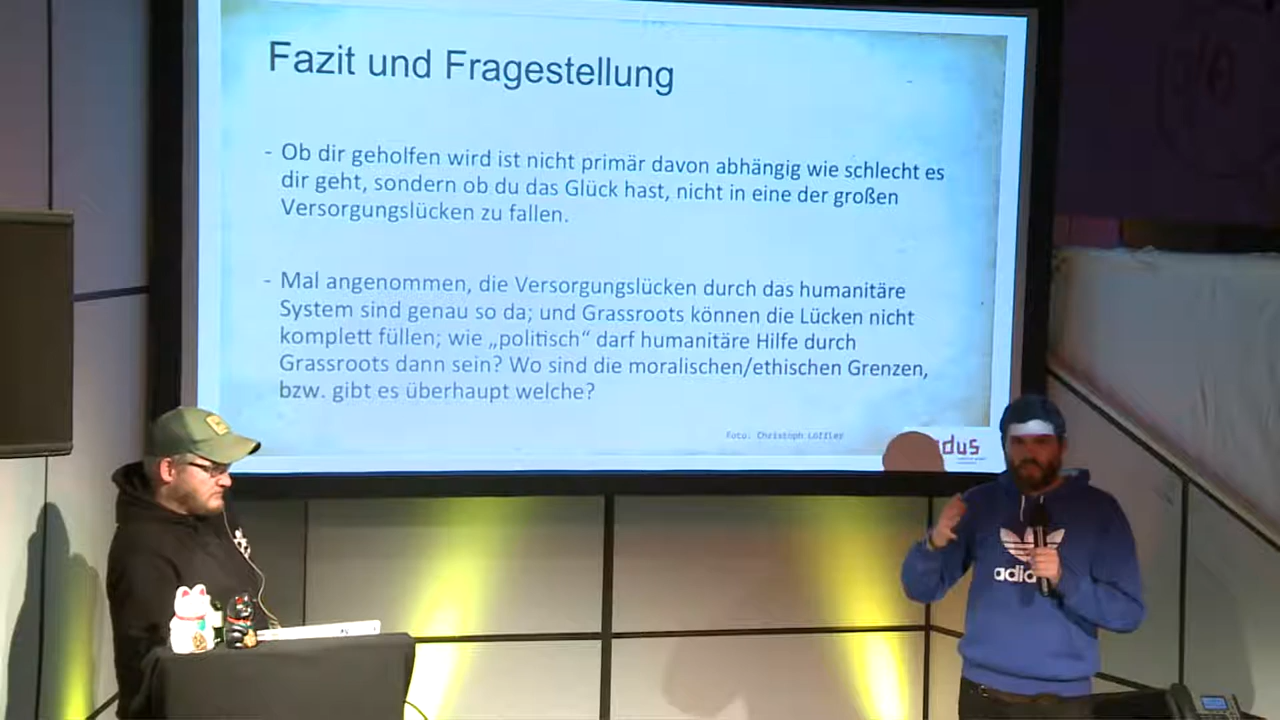 Fazit und Fragestellung
- Ob dir geholfen wird ist nicht primär davon abhängig wie schlecht es
dir geht, sondern ob du das Glück hast, nicht in eine der großen
Versorgungslücken zu fallen.
- Mal angenommen, die Versorgungslücken durch das humanitäre
System sind genau so da; und Grassroots können die Lücken nicht
komplett füllen; wie „politisch“ darf humanitäre Hilfe durch
Grassroots dann sein? Wo sind die moralischen/ethischen Grenzen,
bzw. gibt es überhaupt welche?
Foto: Christoph Löffler
dus
adid